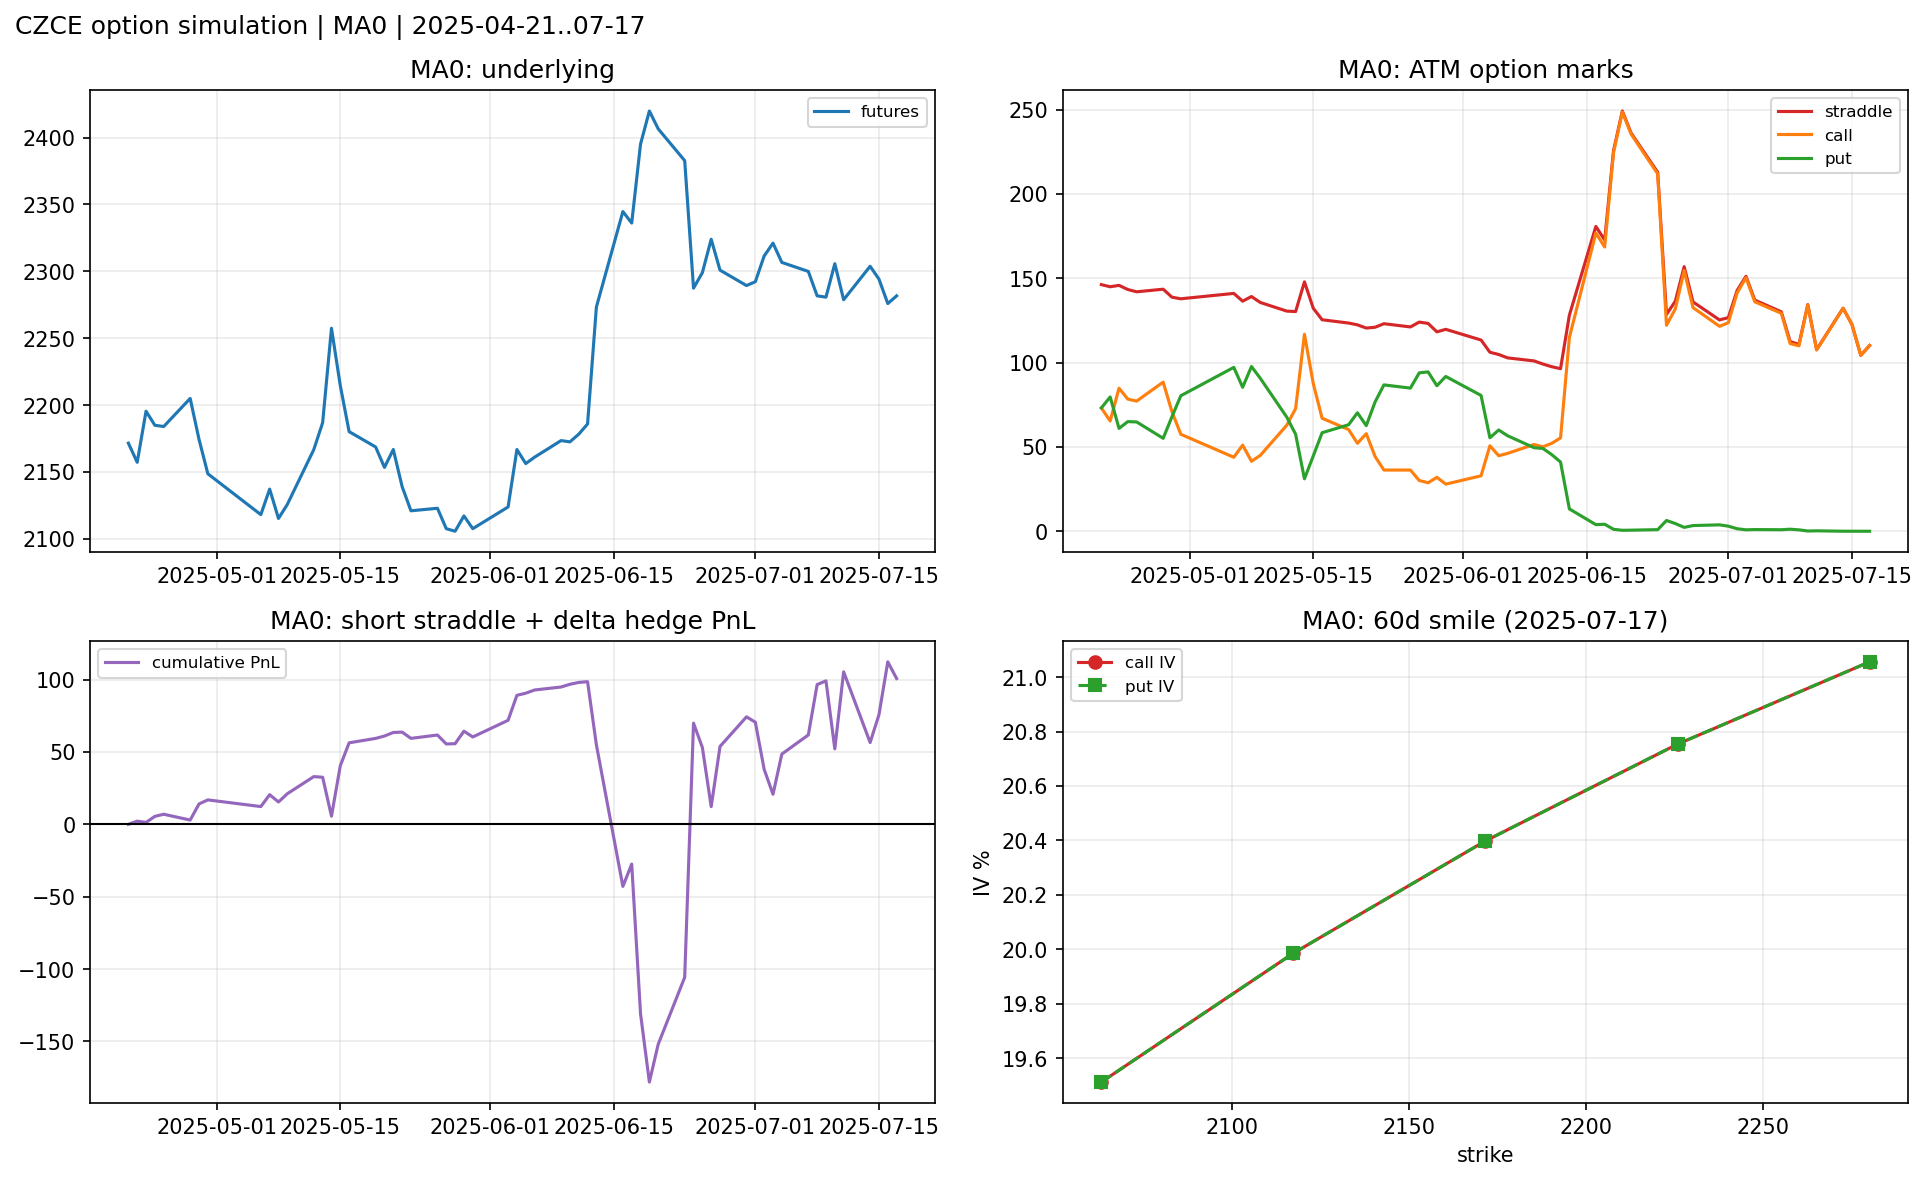 CZCE option simulation | MA0 | 2025-04-21..07-17
MA0: underlying
futures
2400
2350
2300
2250
2200
2150
2100
2025-05-01 2025-05-15 2025-06-01 2025-06-15 2025-07-01 2025-07-15
MA0: ATM option marks
straddle
call
put
250
200
150
100
50
0
2025-05-01 2025-05-15 2025-06-01 2025-06-15 2025-07-01 2025-07-15
MA0: short straddle + delta hedge PnL
cumulative PnL
100
50
0
−50
−100
−150
2025-05-01 2025-05-15 2025-06-01 2025-06-15 2025-07-01 2025-07-15
MA0: 60d smile (2025-07-17)
call IV
put IV
IV %
21.0
20.8
20.6
20.4
20.2
20.0
19.8
19.6
2100 2150 2200 2250
strike